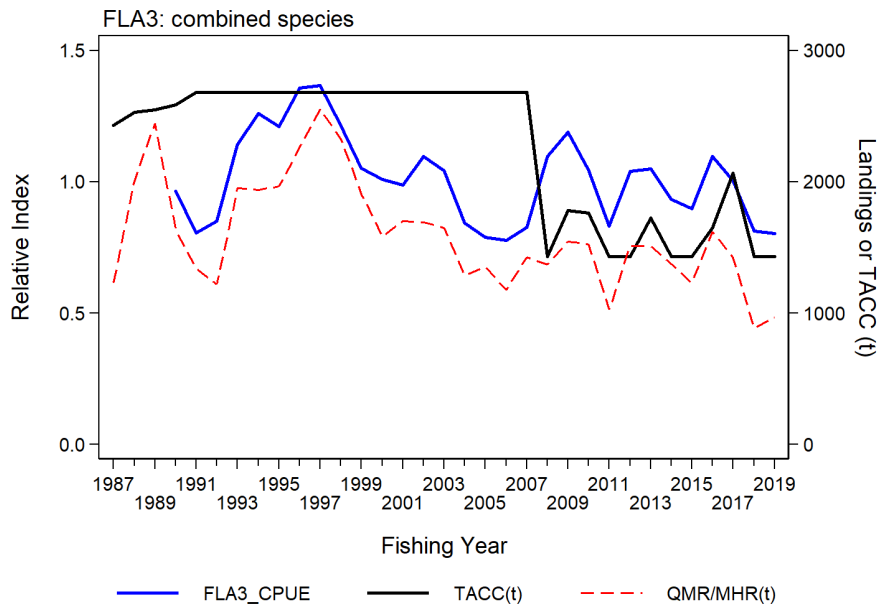 FLA3: combined species
1.5
1.0
0.5
0.0
Relative Index
3000
2000
1000
0
Landings or TACC (t)
1987 1991 1995 1999 2003 2007 2011 2015 2019
1989 1993 1997 2001 2005 2009 2013 2017
Fishing Year
FLA3_CPUE TACC(t) QMR/MHR(t)